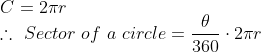 C = 2πr
∴ Sector of a circle = θ/360 · 2πr